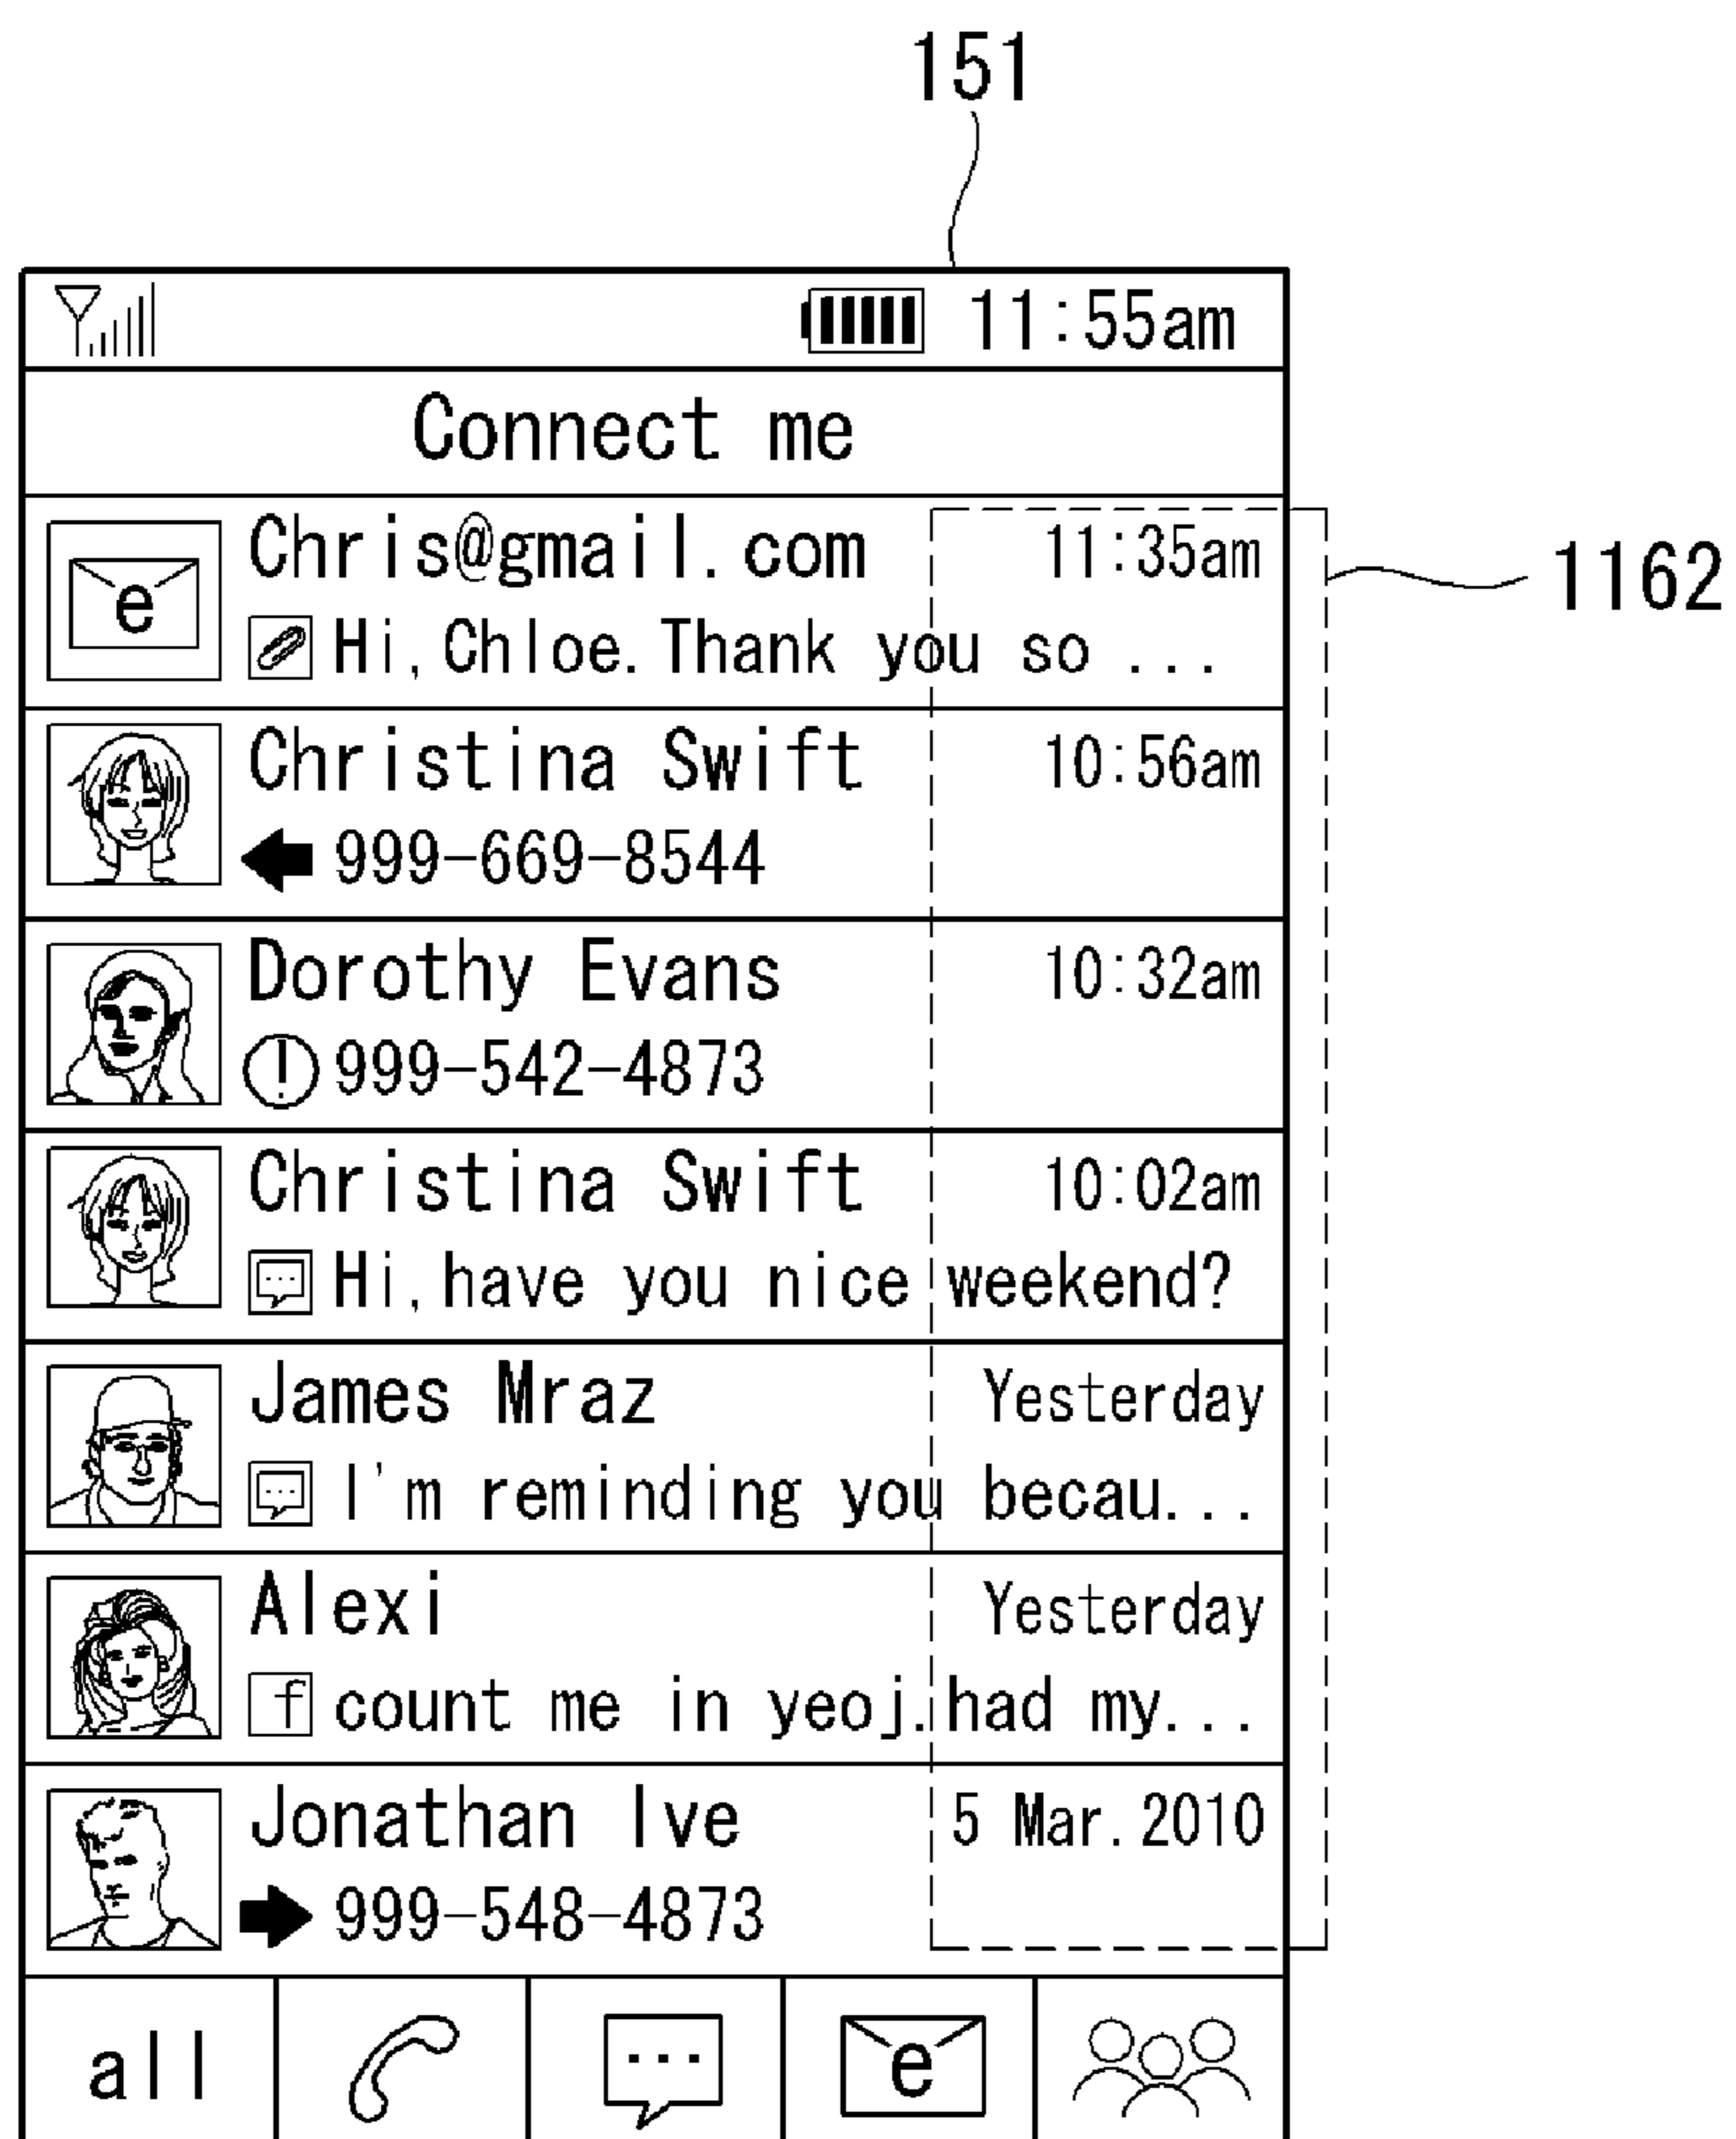 151
11:55am
Connect me
Chris@gmail.com 11:35am
1162
e
Hi,Chloe.Thank you so ...
Christina Swift 10:56am
999-669-8544
Dorothy Evans 10:32am
! 999-542-4873
Christina Swift 10:02am
... Hi,have you nice weekend?
James Mraz Yesterday
... I'm reminding you becau...
Alexi Yesterday
f count me in yeoj.had my...
Jonathan Ive 5 Mar.2010
999-548-4873
all ... e